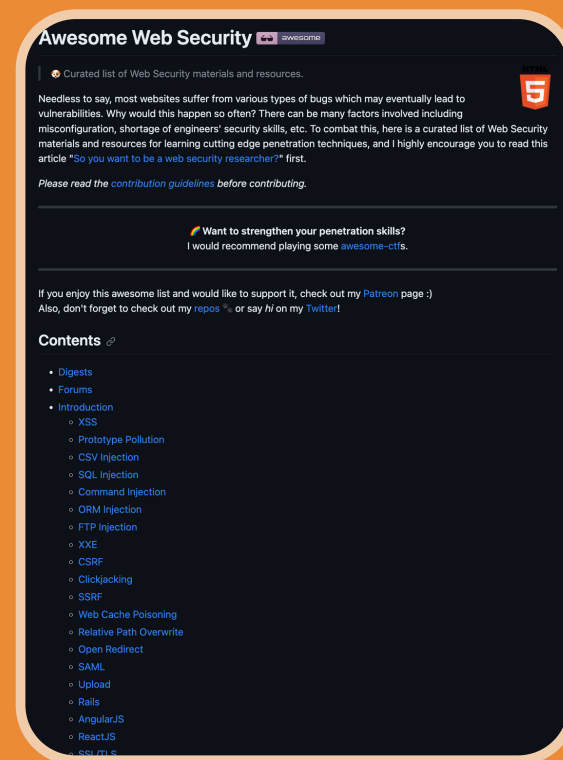 Awesome Web Security awesome
Curated list of Web Security materials and resources.
HTML
5
Needless to say, most websites suffer from various types of bugs which may eventually lead to
vulnerabilities. Why would this happen so often? There can be many factors involved including
misconfiguration, shortage of engineers' security skills, etc. To combat this, here is a curated list of Web Security
materials and resources for learning cutting edge penetration techniques, and I highly encourage you to read this
article "So you want to be a web security researcher?" first.
Please read the contribution guidelines before contributing.
Want to strengthen your penetration skills?
I would recommend playing some awesome-ctfs.
If you enjoy this awesome list and would like to support it, check out my Patreon page :)
Also, don't forget to check out my repos or say hi on my Twitter!
Contents
Digests
Forums
Introduction
XSS
Prototype Pollution
CSV Injection
SQL Injection
Command Injection
ORM Injection
FTP Injection
XXE
CSRF
Clickjacking
SSRF
Web Cache Poisoning
Relative Path Overwrite
Open Redirect
SAML
Upload
Rails
AngularJS
ReactJS
SSL/TLS